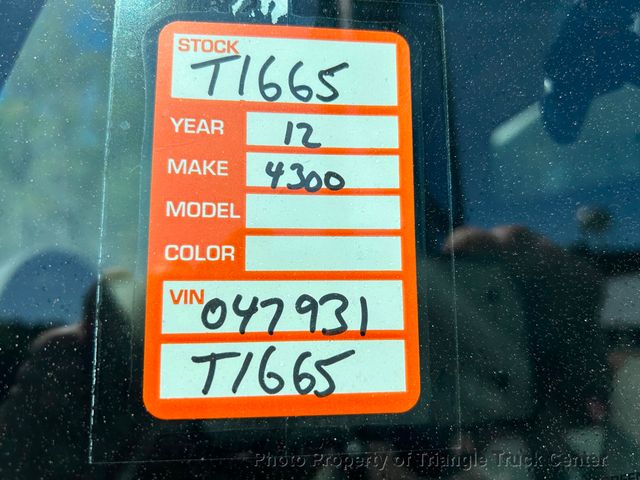 STOCK
T1665
YEAR 12
MAKE 4300
MODEL
COLOR
VIN 047931
T1665
Photo Property of Triangle Truck Center